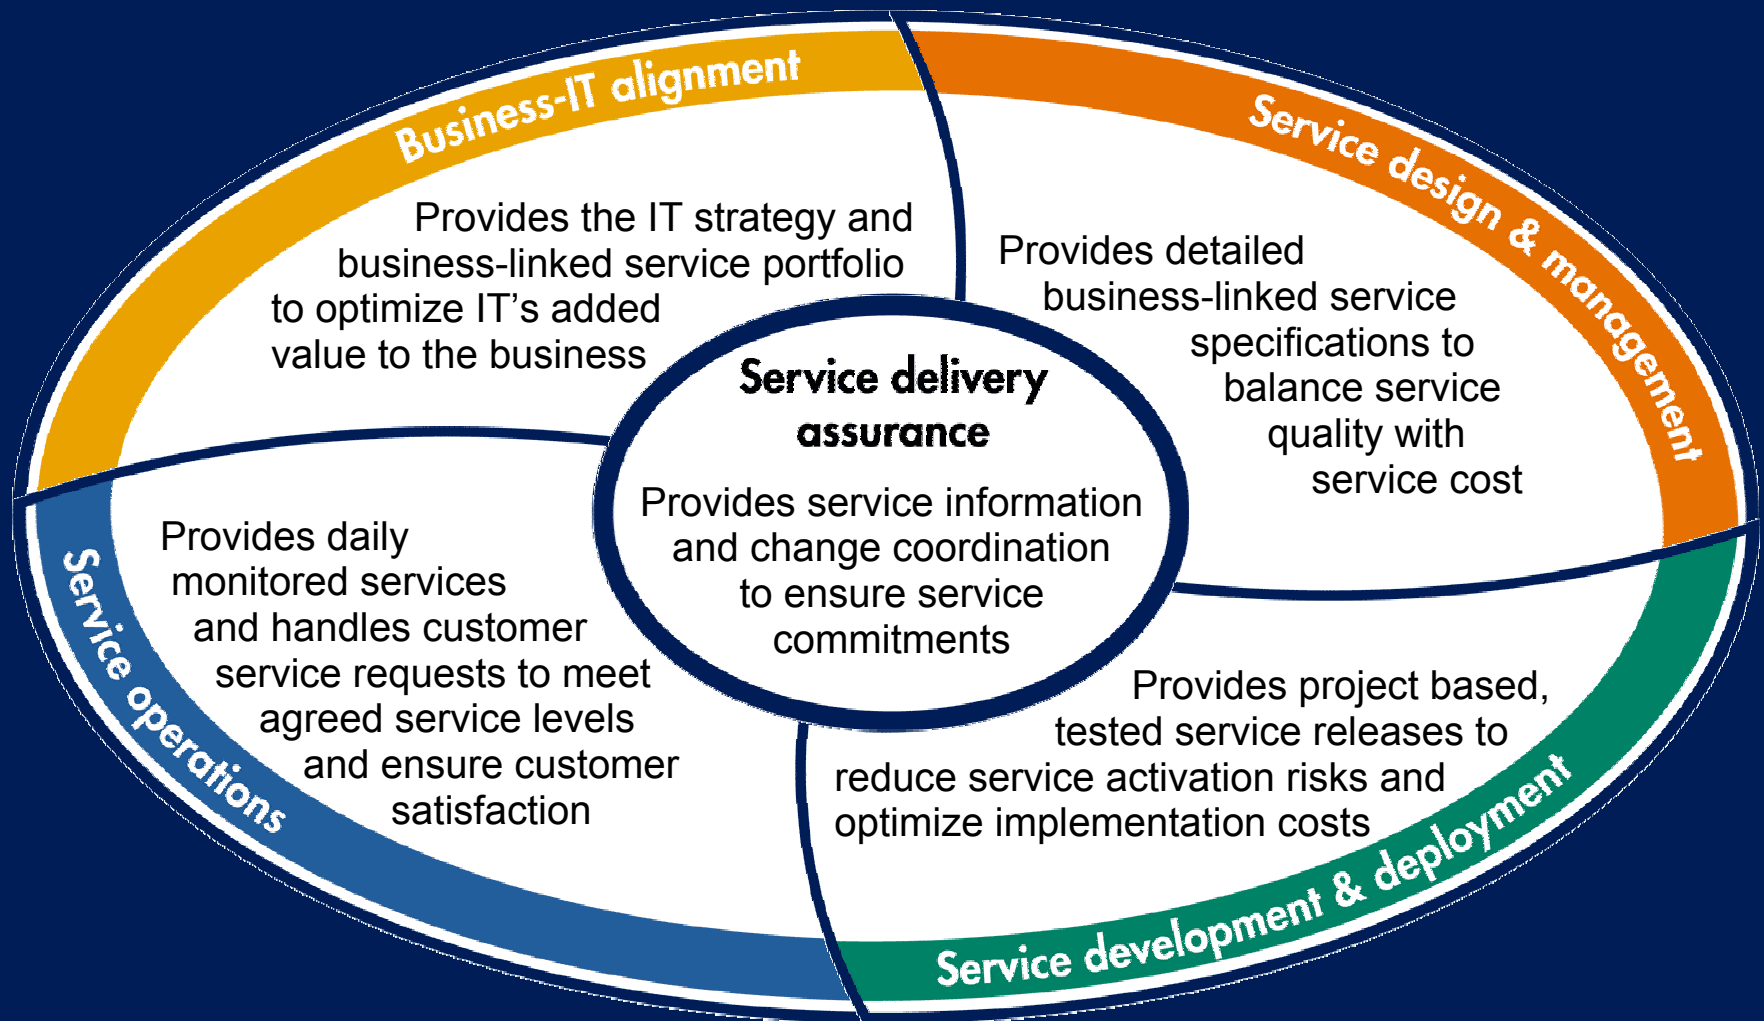 Business-IT alignment
Provides the IT strategy and
business-linked service portfolio
to optimize IT’s added
value to the business
Service design & management
Provides detailed
business-linked service
specifications to
balance service
quality with
service cost
Service delivery
assurance
Provides service information
and change coordination
to ensure service
commitments
Service operations
Provides daily
monitored services
and handles customer
service requests to meet
agreed service levels
and ensure customer
satisfaction
Provides project based,
tested service releases to
reduce service activation risks and
optimize implementation costs
Service development & deployment